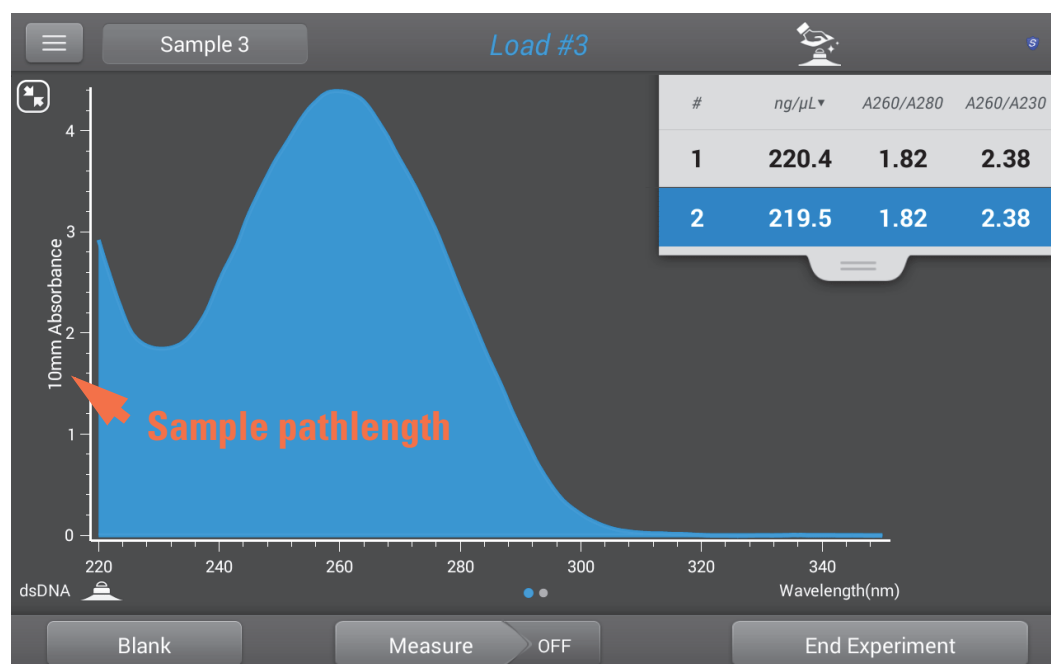 Sample 3
Load #3
S
# ng/µL▾ A260/A280 A260/A230
1 220.4 1.82 2.38
2 219.5 1.82 2.38
4
3
2
1
0
10mm Absorbance
Sample pathlength
220 240 260 280 300 320 340
dsDNA
Wavelength(nm)
Blank
Measure
OFF
End Experiment